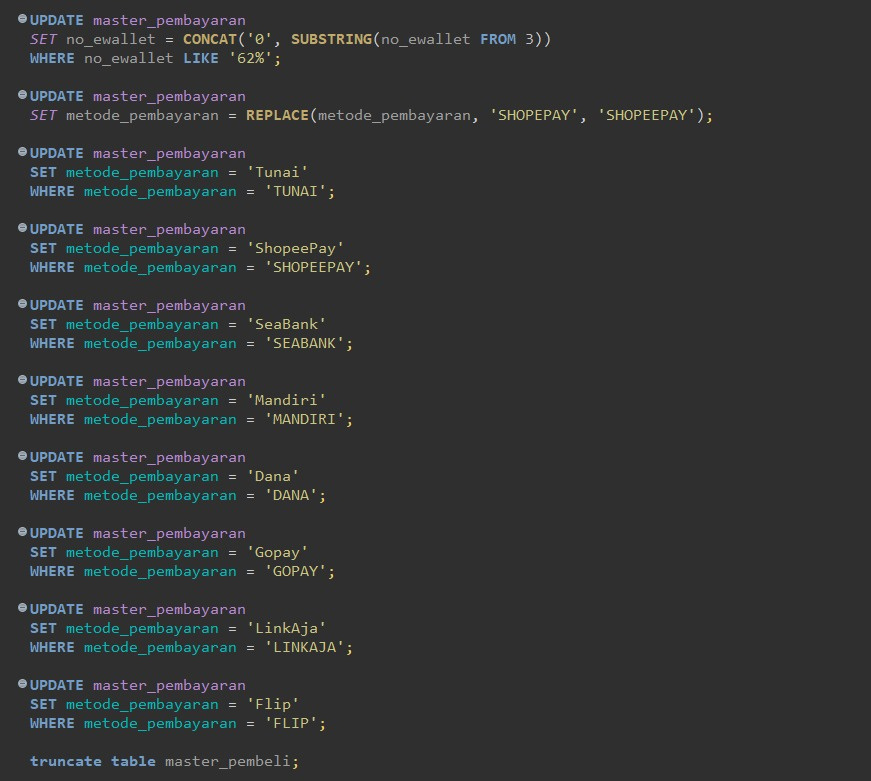 UPDATE master_pembayaran
SET no_ewallet = CONCAT('0', SUBSTRING(no_ewallet FROM 3))
WHERE no_ewallet LIKE '62%';
UPDATE master_pembayaran
SET metode_pembayaran = REPLACE(metode_pembayaran, 'SHOPEPAY', 'SHOPEEPAY');
UPDATE master_pembayaran
SET metode_pembayaran = 'Tunai'
WHERE metode_pembayaran = 'TUNAI';
UPDATE master_pembayaran
SET metode_pembayaran = 'ShopeePay'
WHERE metode_pembayaran = 'SHOPEEPAY';
UPDATE master_pembayaran
SET metode_pembayaran = 'SeaBank'
WHERE metode_pembayaran = 'SEABANK';
UPDATE master_pembayaran
SET metode_pembayaran = 'Mandiri'
WHERE metode_pembayaran = 'MANDIRI';
UPDATE master_pembayaran
SET metode_pembayaran = 'Dana'
WHERE metode_pembayaran = 'DANA';
UPDATE master_pembayaran
SET metode_pembayaran = 'Gopay'
WHERE metode_pembayaran = 'GOPAY';
UPDATE master_pembayaran
SET metode_pembayaran = 'LinkAja'
WHERE metode_pembayaran = 'LINKAJA';
UPDATE master_pembayaran
SET metode_pembayaran = 'Flip'
WHERE metode_pembayaran = 'FLIP';
truncate table master_pembeli;